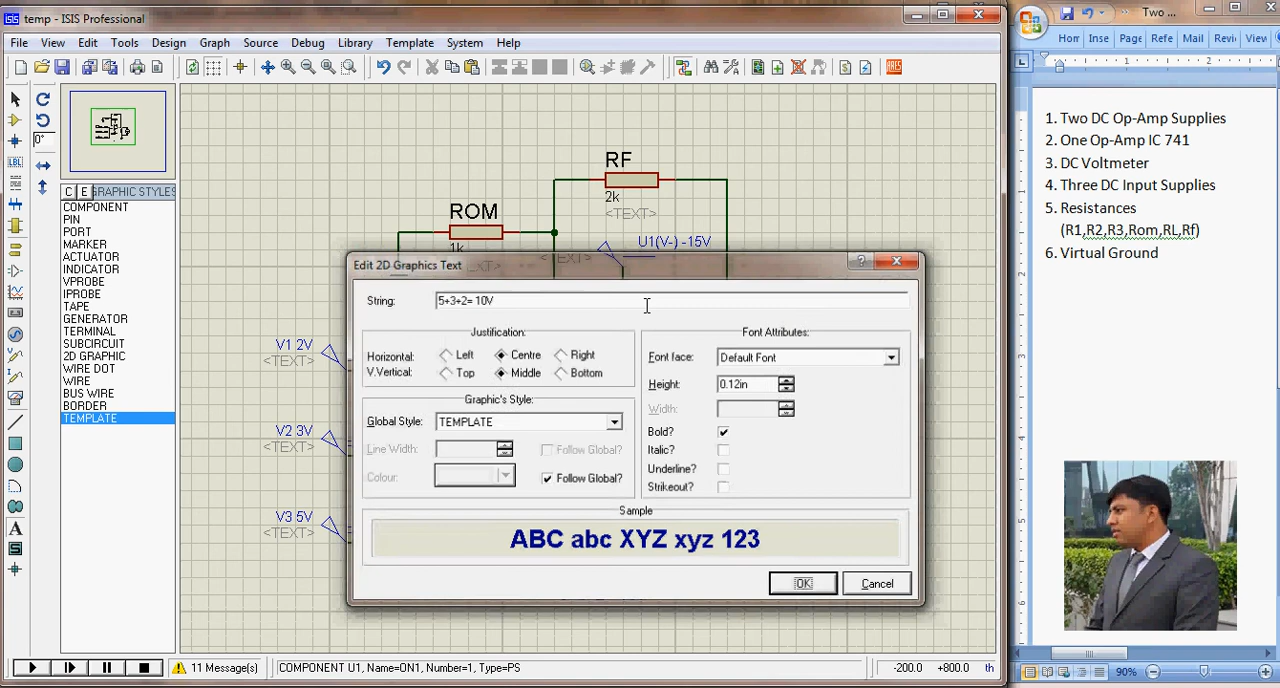 temp - ISIS Professional
File View Edit Tools Design Graph Source Debug Library Template System Help
LBL
ARES
0°
C E GRAPHIC STYLES
COMPONENT
PIN
PORT
MARKER
ACTUATOR
INDICATOR
VPROBE
IPROBE
TAPE
GENERATOR
TERMINAL
SUBCIRCUIT
2D GRAPHIC
WIRE DOT
WIRE
BUS WIRE
BORDER
TEMPLATE
RF
2k
<TEXT>
ROM
1k
U1(V-) -15V
V1 2V
<TEXT>
V2 3V
<TEXT>
V3 5V
<TEXT>
Edit 2D Graphics Text
String: 5+3+2= 10V
Justification:
Horizontal: Left Centre Right
V.Vertical: Top Middle Bottom
Graphic's Style:
Global Style: TEMPLATE
Line Width: Follow Global?
Colour: Follow Global?
Font Attributes:
Font face: Default Font
Height: 0.12in
Width:
Bold?
Italic?
Underline?
Strikeout?
Sample
ABC abc XYZ xyz 123
OK Cancel
11 Message(s) COMPONENT U1, Name=ON1, Number=1, Type=PS -200.0 +800.0 th
Two ...
Hom Inse Page Refe Mail Revi View
1. Two DC Op-Amp Supplies
2. One Op-Amp IC 741
3. DC Voltmeter
4. Three DC Input Supplies
5. Resistances
(R1,R2,R3,Rom,RL,Rf)
6. Virtual Ground
90%